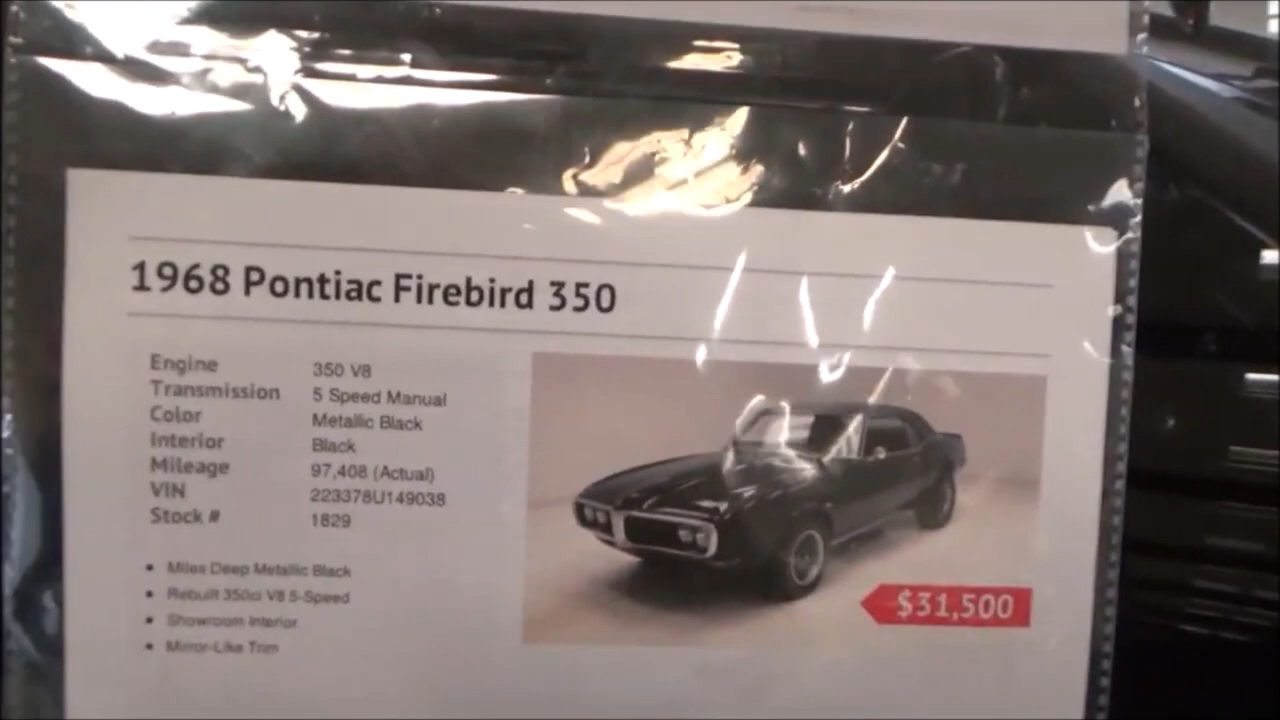 1968 Pontiac Firebird 350
Engine 350 V8
Transmission 5 Speed Manual
Color Metallic Black
Interior Black
Mileage 97,408 (Actual)
VIN 223378U149038
Stock # 1829
• Miles Deep Metallic Black
• Rebuilt 350ci V8 5-Speed
• Showroom Interior
• Mirror-Like Trim
$31,500